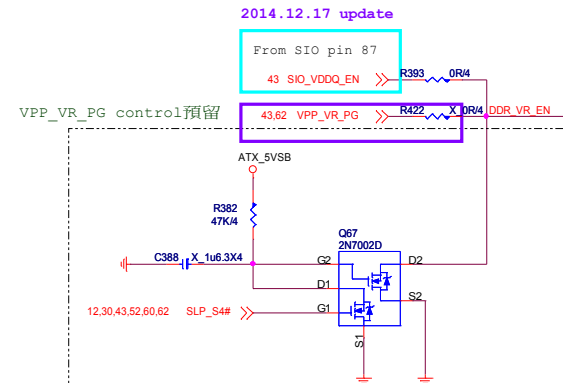 2014.12.17 update
From SIO pin 87
43 SIO_VDDQ_EN
R393 0R/4
VPP_VR_PG control預留
43,62 VPP_VR_PG
R422 X_0R/4 DDR_VR_EN
ATX_5VSB
R382
47K/4
Q67
2N7002D
C388 X_1u6.3X4
G2
D2
D1
S2
12,30,43,52,60,62 SLP_S4#
G1
S1